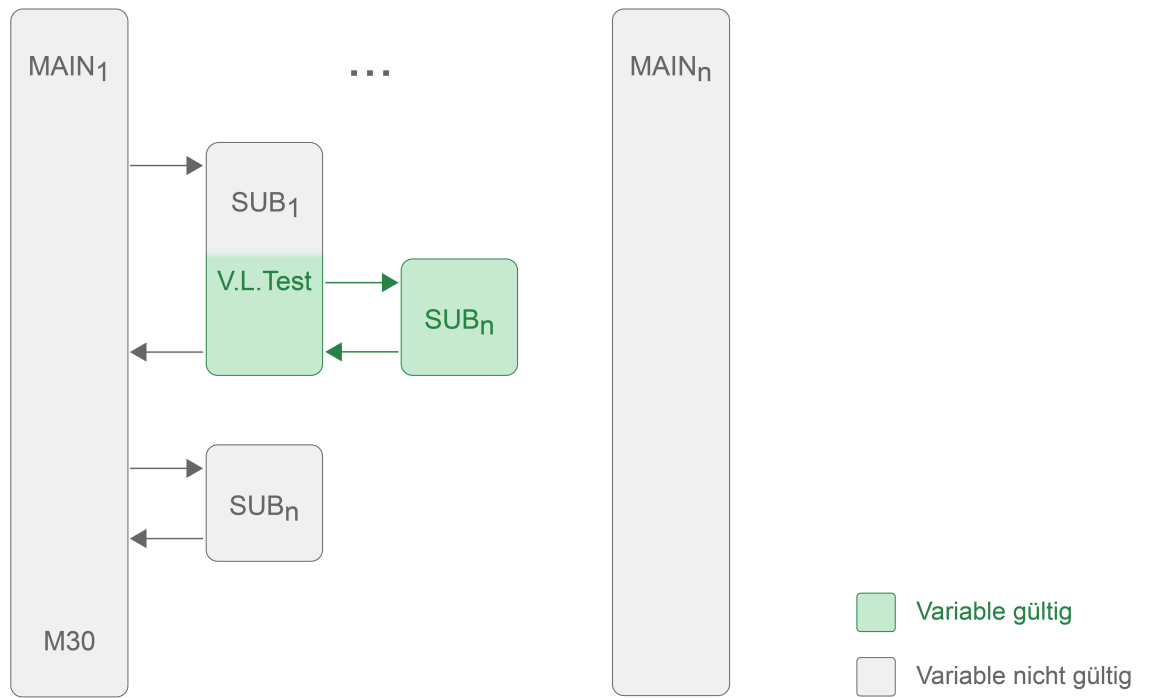 MAIN1
...
MAINn
SUB1
V.L.Test
SUBn
SUBn
M30
Variable gültig
Variable nicht gültig